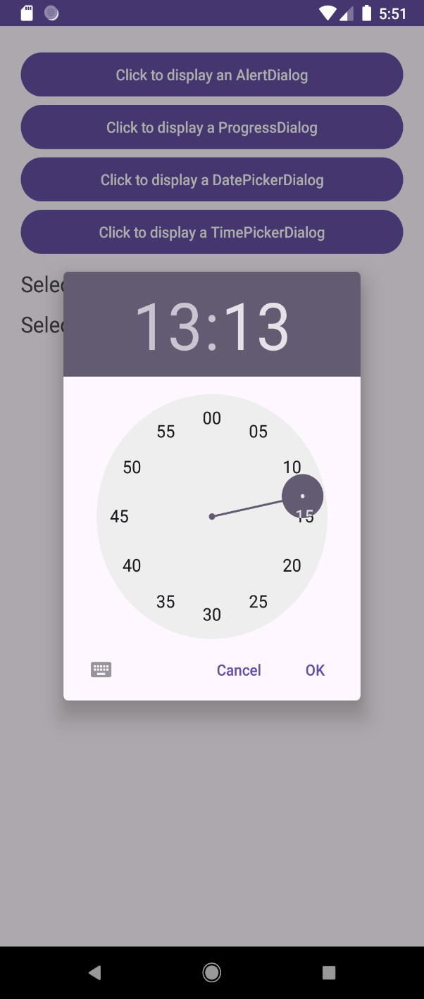 5:51
Click to display an AlertDialog
Click to display a ProgressDialog
Click to display a DatePickerDialog
Click to display a TimePickerDialog
Selec
Selec
13:13
00
55
05
50
10
45
15
40
20
35
25
30
Cancel
OK